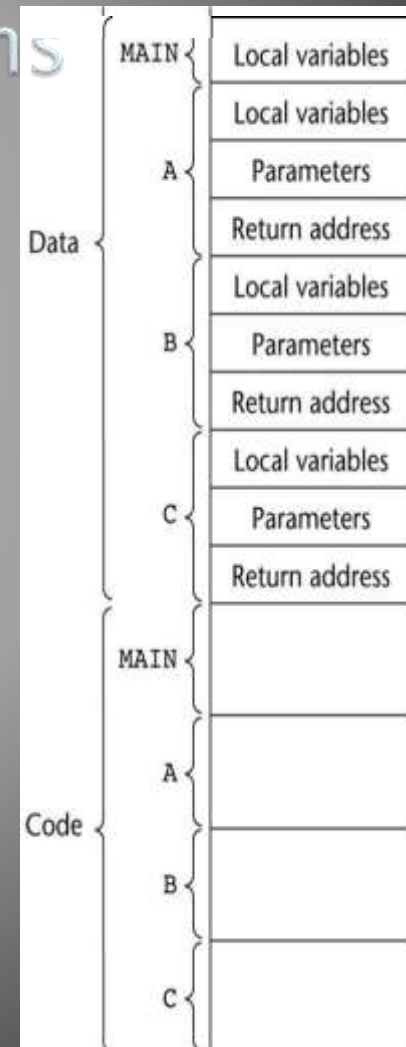 ns
MAIN Local variables
Local variables
A Parameters
Return address
Data
Local variables
B Parameters
Return address
Local variables
C Parameters
Return address
MAIN
A
Code
B
C